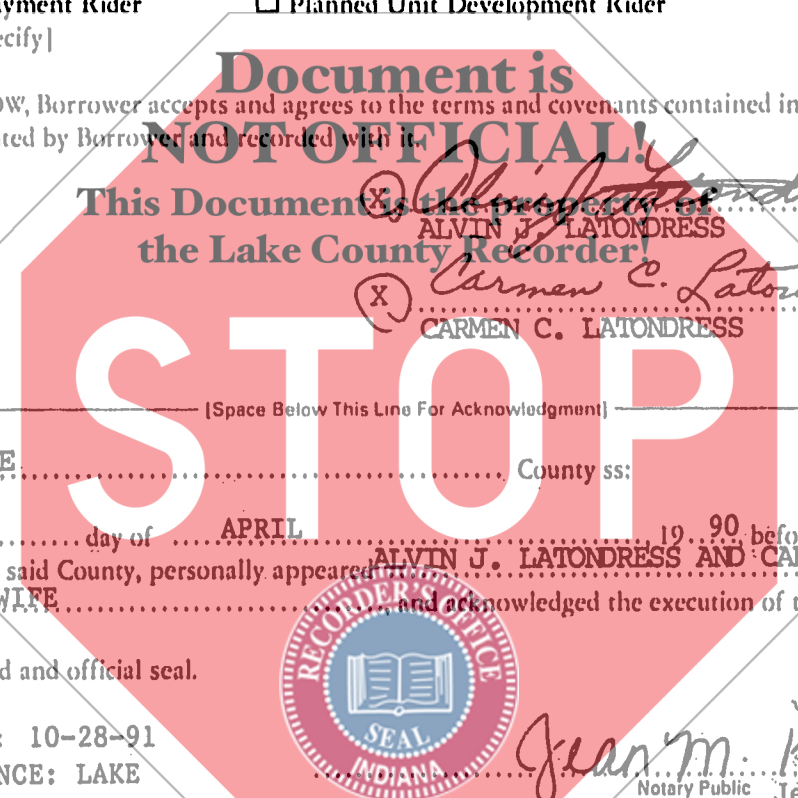 yment Rider ☐ Planned Unit Development Rider
ecify]
Document is
OW, Borrower accepts and agrees to the terms and covenants contained in
ted by Borrower and recorded with it.
NOT OFFICIAL!
This Document is the property of
the Lake County Recorder!
X
ALVIN J. LATONDRESS
X Carmen C. Laton
CARMEN C. LATONDRESS
STOP
[Space Below This Line For Acknowledgment]
E County ss:
day of APRIL 19 90 befo
said County, personally appeared ALVIN J. LATONDRESS AND CA
WIFE, and acknowledged the execution of t
d and official seal.
RECORDER'S OFFICE
SEAL
INDIANA
: 10-28-91
NCE: LAKE
Jean M.
Notary Public Je